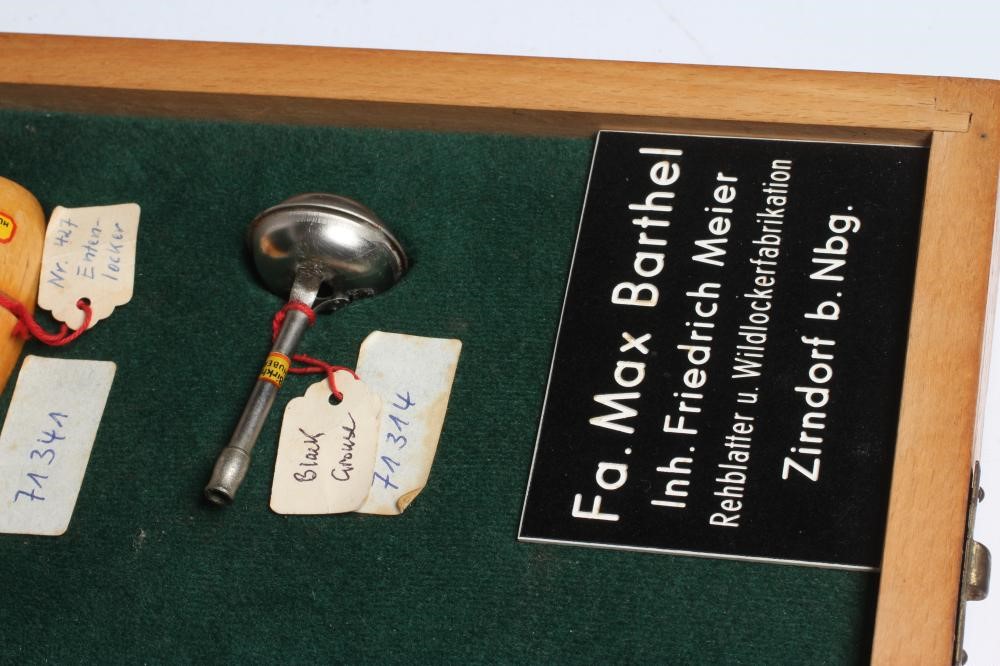 Nr. 427
Enten-
locker
71341
Black
Grouse
71314
Fa. Max Barthel
Inh. Friedrich Meier
Rehblatter u. Wildlockerfabrikation
Zirndorf b. Nbg.